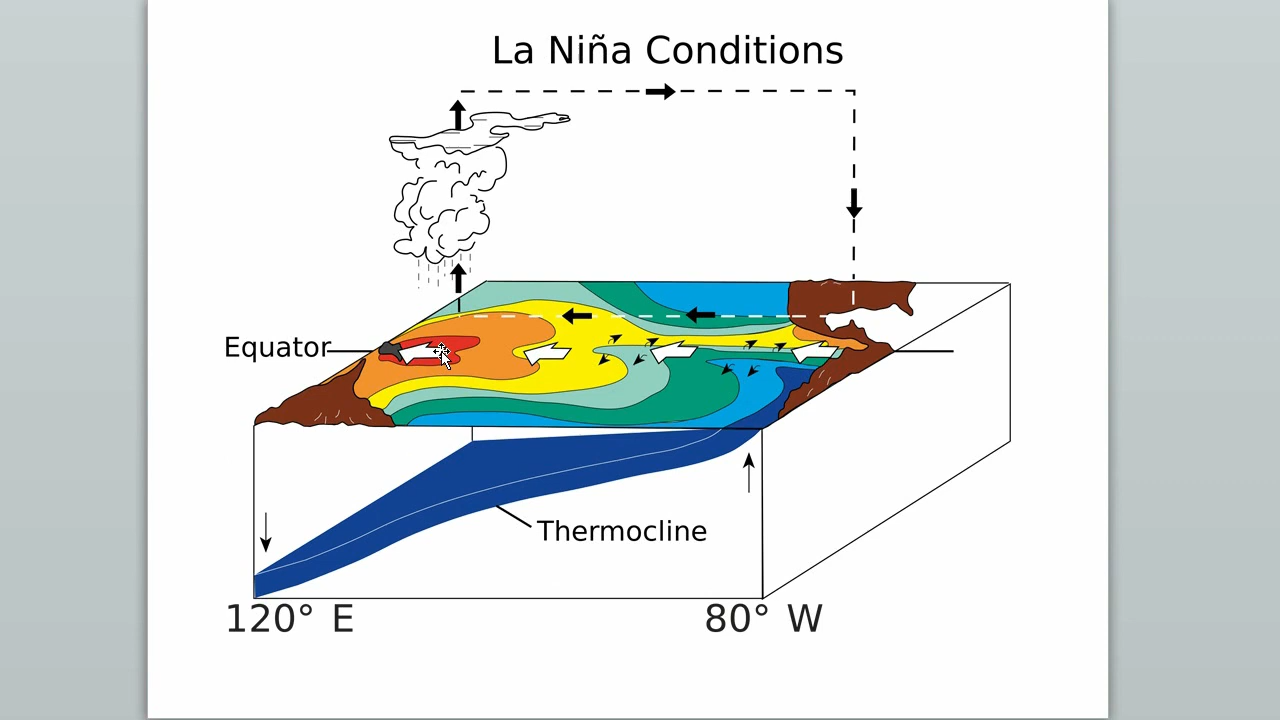 La Niña Conditions
Equator
Thermocline
120° E
80° W